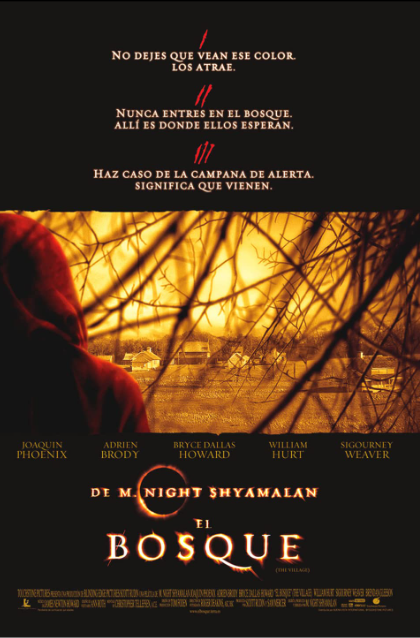 I
NO DEJES QUE VEAN ESE COLOR.
LOS ATRAE.
II
NUNCA ENTRES EN EL BOSQUE.
ALLÍ ES DONDE ELLOS ESPERAN.
III
HAZ CASO DE LA CAMPANA DE ALERTA.
SIGNIFICA QUE VIENEN.
JOAQUIN PHOENIX
ADRIEN BRODY
BRYCE DALLAS HOWARD
WILLIAM HURT
SIGOURNEY WEAVER
DE M. NIGHT SHYAMALAN
EL
BOSQUE
(THE VILLAGE)